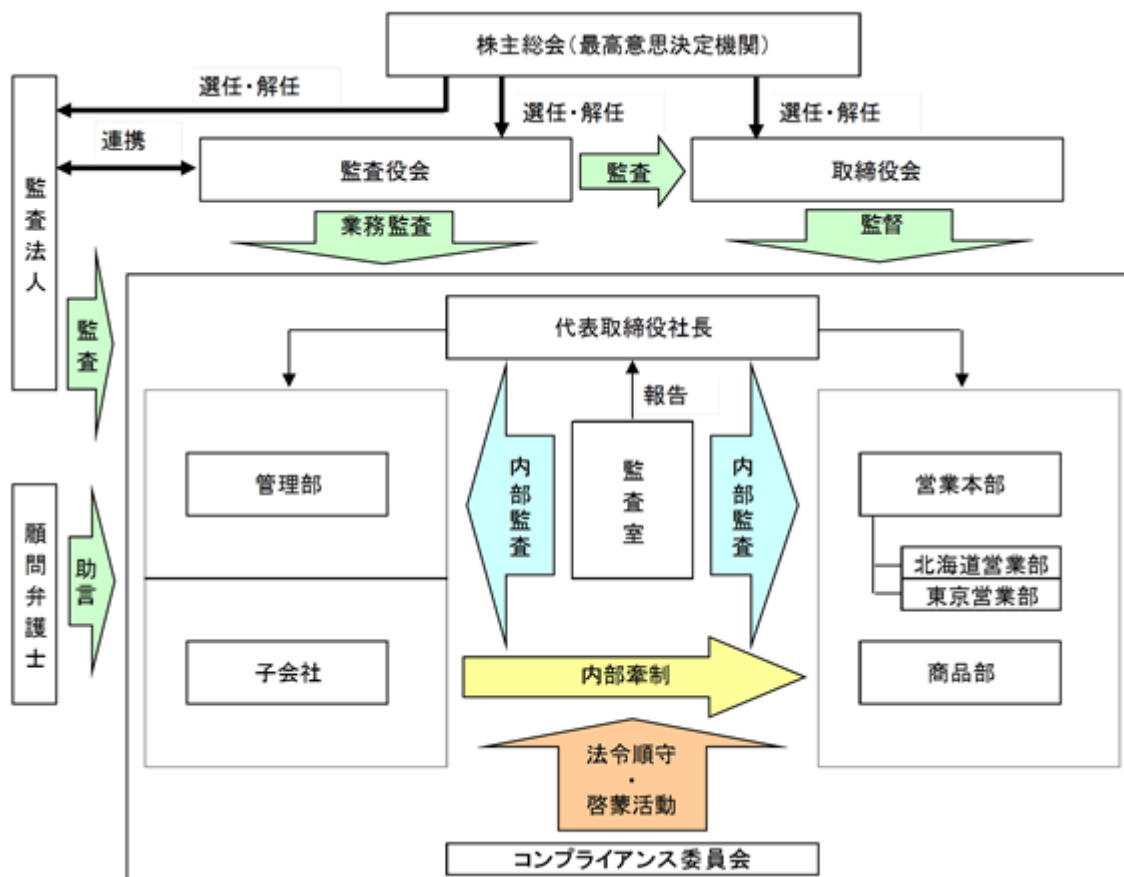 株主総会（最高意思決定機関）
選任・解任
選任・解任
選任・解任
連携
監査法人
監査役会
監査
取締役会
業務監査
監督
監査
代表取締役社長
報告
管理部
内部監査
監査室
内部監査
営業本部
北海道営業部
東京営業部
顧問弁護士
助言
子会社
内部牽制
商品部
法令順守
・
啓蒙活動
コンプライアンス委員会